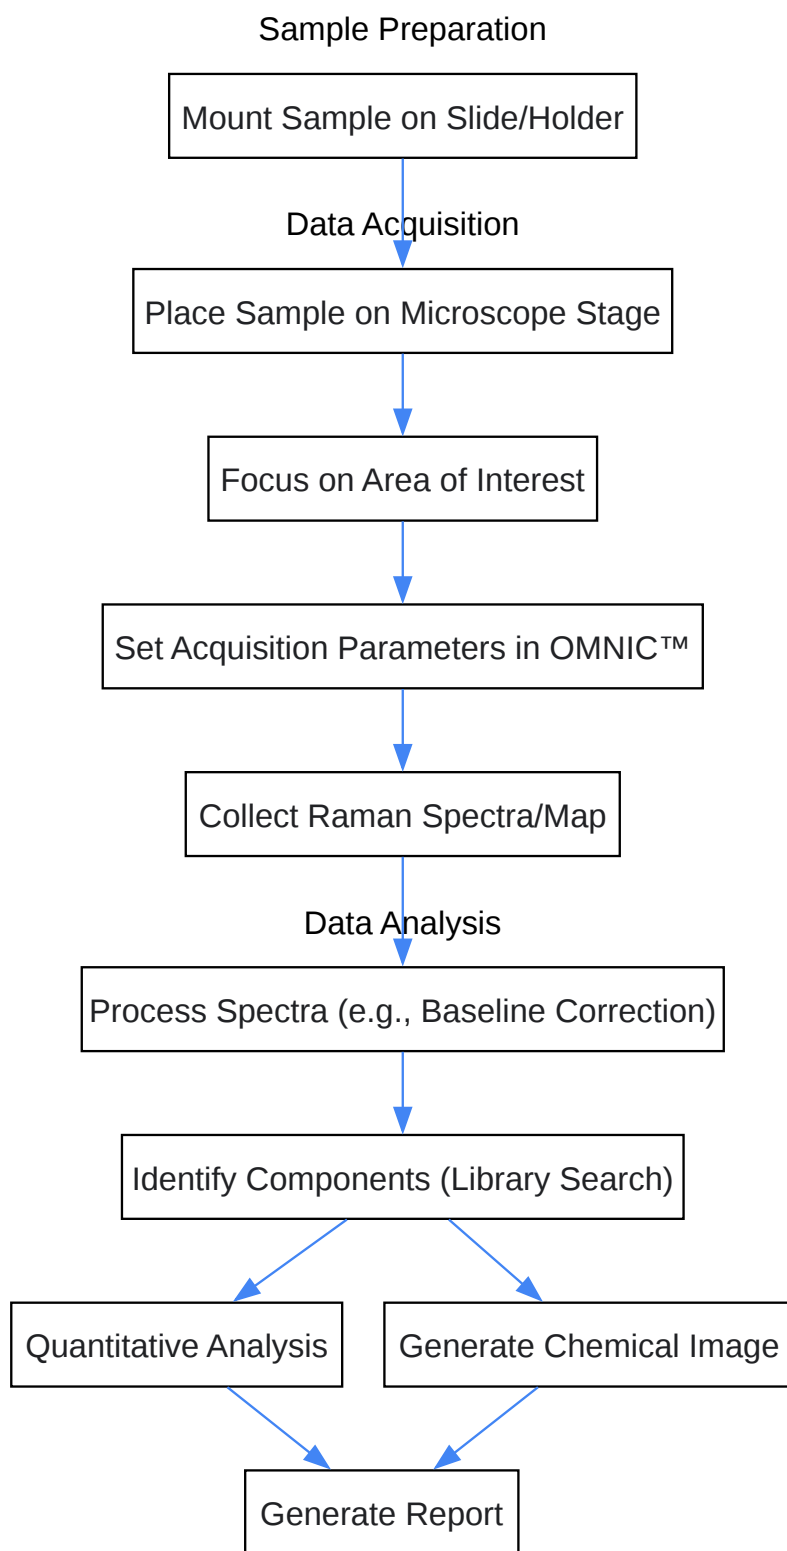 Sample Preparation
Mount Sample on Slide/Holder
Data Acquisition
Place Sample on Microscope Stage
Focus on Area of Interest
Set Acquisition Parameters in OMNIC™
Collect Raman Spectra/Map
Data Analysis
Process Spectra (e.g., Baseline Correction)
Identify Components (Library Search)
Quantitative Analysis
Generate Chemical Image
Generate Report